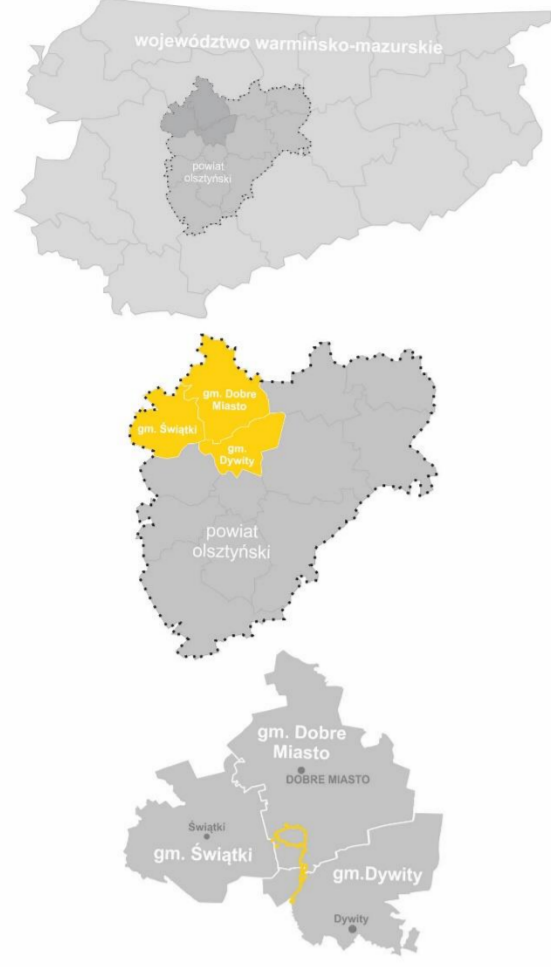 województwo warmińsko-mazurskie
powiat
olsztyński
gm. Dobre
Miasto
gm. Świątki
gm.
Dywity
powiat
olsztyński
gm. Dobre
Miasto
DOBRE MIASTO
Świątki
gm. Świątki
gm.Dywity
Dywity